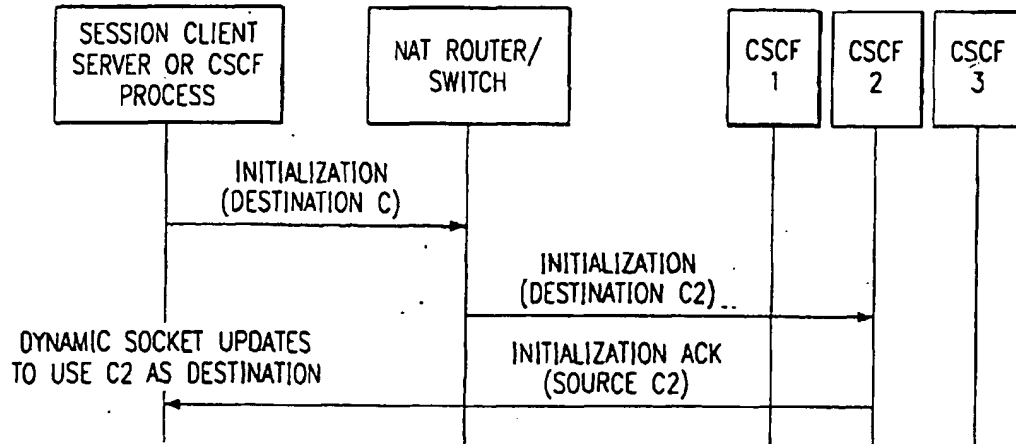 SESSION CLIENT
SERVER OR CSCF
PROCESS
NAT ROUTER/
SWITCH
CSCF
1
CSCF
2
CSCF
3
INITIALIZATION
(DESTINATION C)
INITIALIZATION
(DESTINATION C2)
DYNAMIC SOCKET UPDATES
TO USE C2 AS DESTINATION
INITIALIZATION ACK
(SOURCE C2)